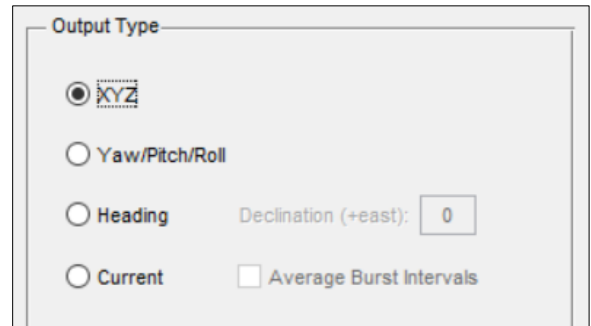 Output Type
XYZ
Yaw/Pitch/Roll
Heading Declination (+east): 0
Current Average Burst Intervals